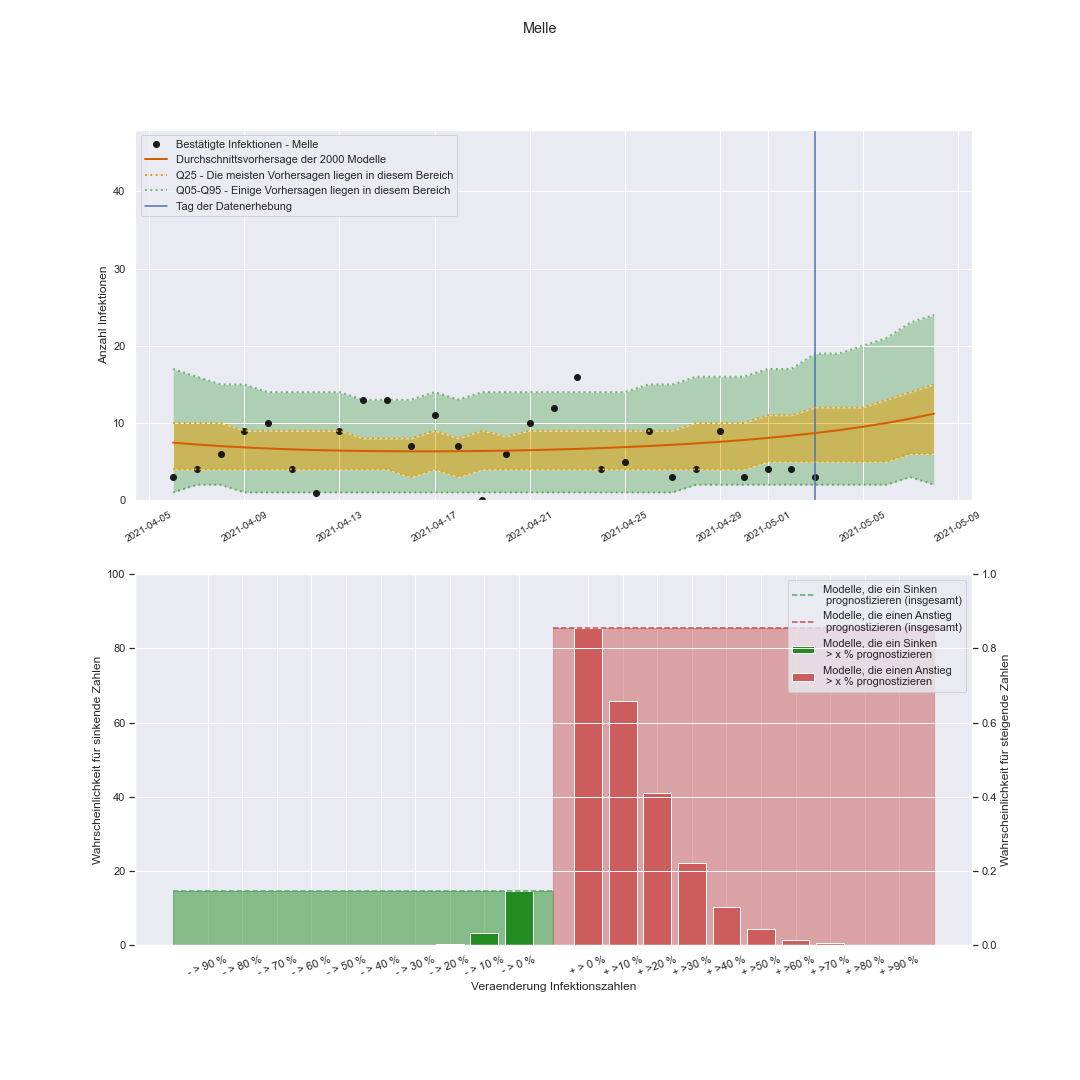 Melle
Bestätigte Infektionen - Melle
Durchschnittsvorhersage der 2000 Modelle
Q25 - Die meisten Vorhersagen liegen in diesem Bereich
Q05-Q95 - Einige Vorhersagen liegen in diesem Bereich
Tag der Datenerhebung
Anzahl Infektionen
40
30
20
10
0
2021-04-05 2021-04-09 2021-04-13 2021-04-17 2021-04-21 2021-04-25 2021-04-29 2021-05-01 2021-05-05 2021-05-09
Modelle, die ein Sinken
prognostizieren (insgesamt)
Modelle, die einen Anstieg
prognostizieren (insgesamt)
Modelle, die ein Sinken
> x % prognostizieren
Modelle, die einen Anstieg
> x % prognostizieren
Wahrscheinlichkeit für sinkende Zahlen
100
80
60
40
20
0
1.0
0.8
0.6
0.4
0.2
0.0
Wahrscheinlichkeit für steigende Zahlen
- > 90 % - > 80 % - > 70 % - > 60 % - > 50 % - > 40 % - > 30 % - > 20 % - > 10 % - > 0 % + > 0 % + >10 % + >20 % + >30 % + >40 % + >50 % + >60 % + >70 % + >80 % + >90 %
Veraenderung Infektionszahlen